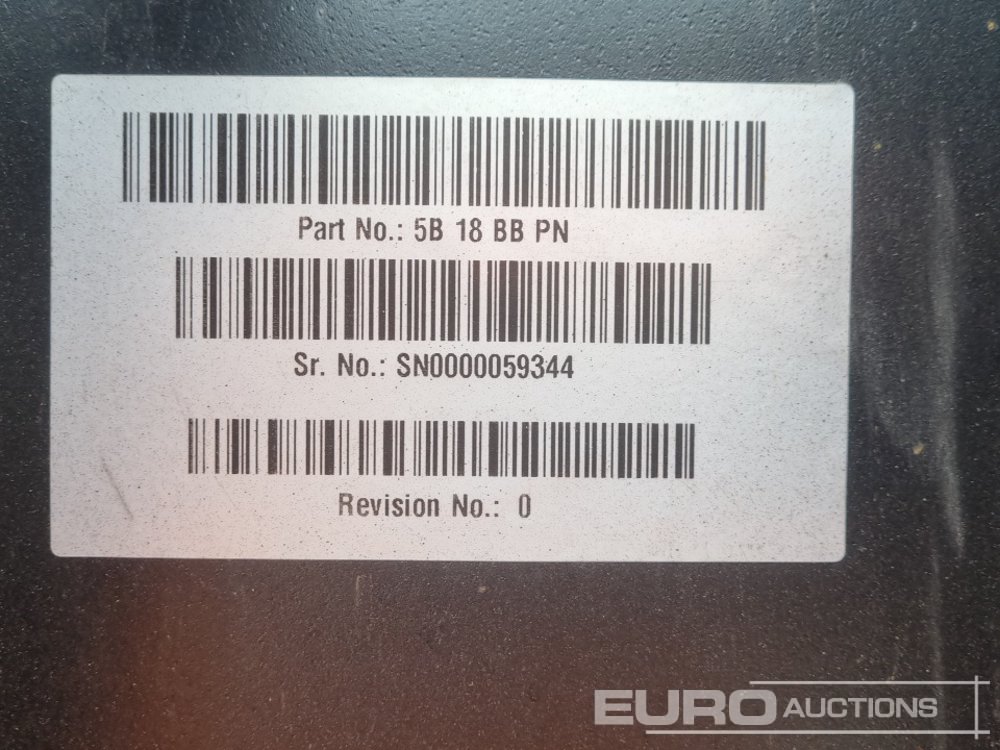 Part No.: 5B 18 BB PN
Sr. No.: SN0000059344
Revision No.: 0
EURO AUCTIONS